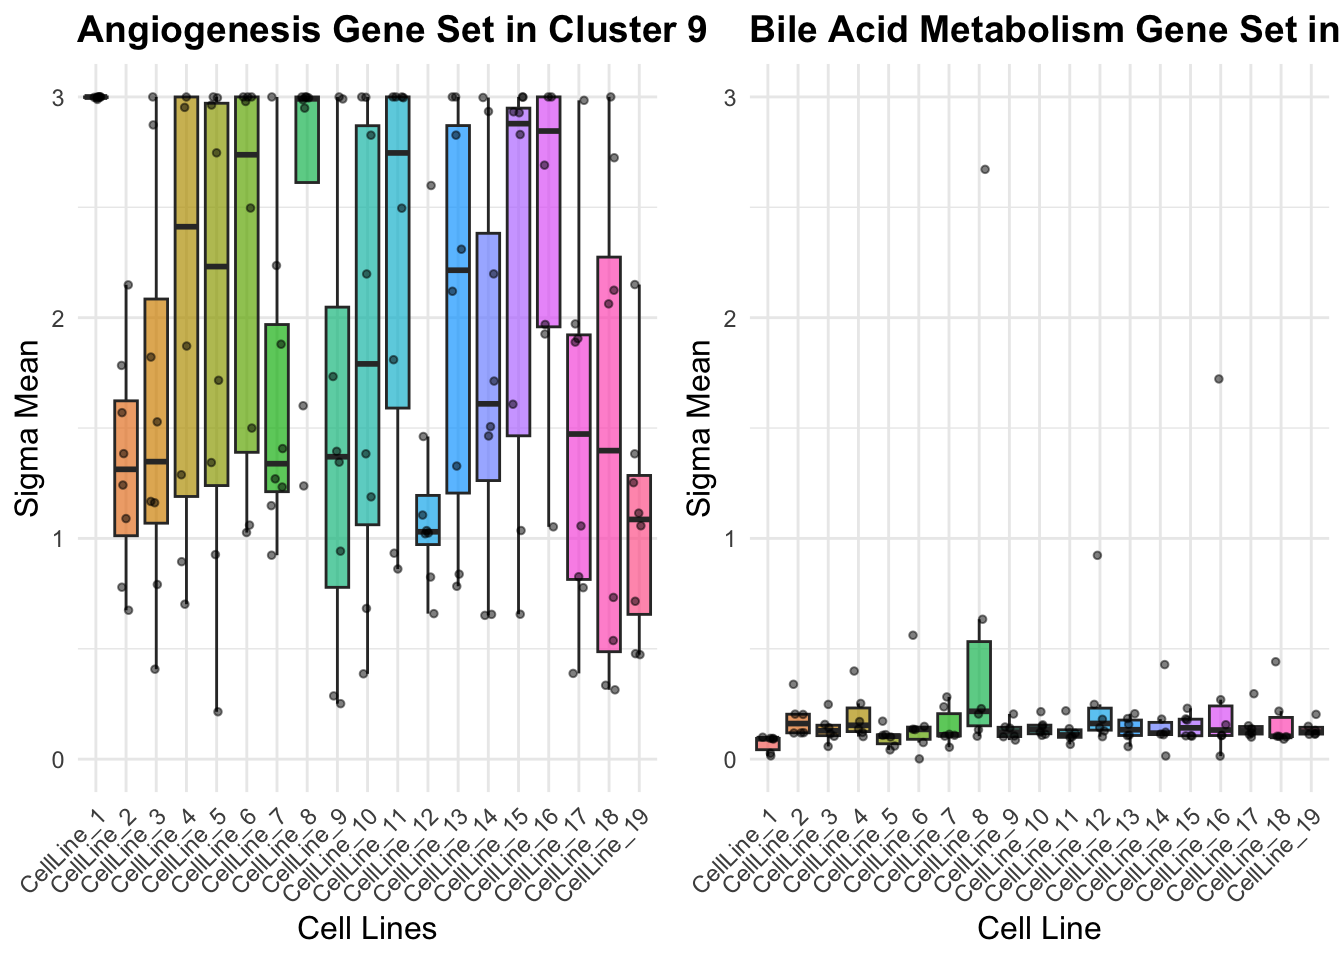 Angiogenesis Gene Set in Cluster 9
3
2
1
0
Sigma Mean
CellLine_1
CellLine_2
CellLine_3
CellLine_4
CellLine_5
CellLine_6
CellLine_7
CellLine_8
CellLine_9
CellLine_10
CellLine_11
CellLine_12
CellLine_13
CellLine_14
CellLine_15
CellLine_16
CellLine_17
CellLine_18
CellLine_19
Cell Lines
Bile Acid Metabolism Gene Set in
3
2
1
0
Sigma Mean
CellLine_1
CellLine_2
CellLine_3
CellLine_4
CellLine_5
CellLine_6
CellLine_7
CellLine_8
CellLine_9
CellLine_10
CellLine_11
CellLine_12
CellLine_13
CellLine_14
CellLine_15
CellLine_16
CellLine_17
CellLine_18
CellLine_19
Cell Line